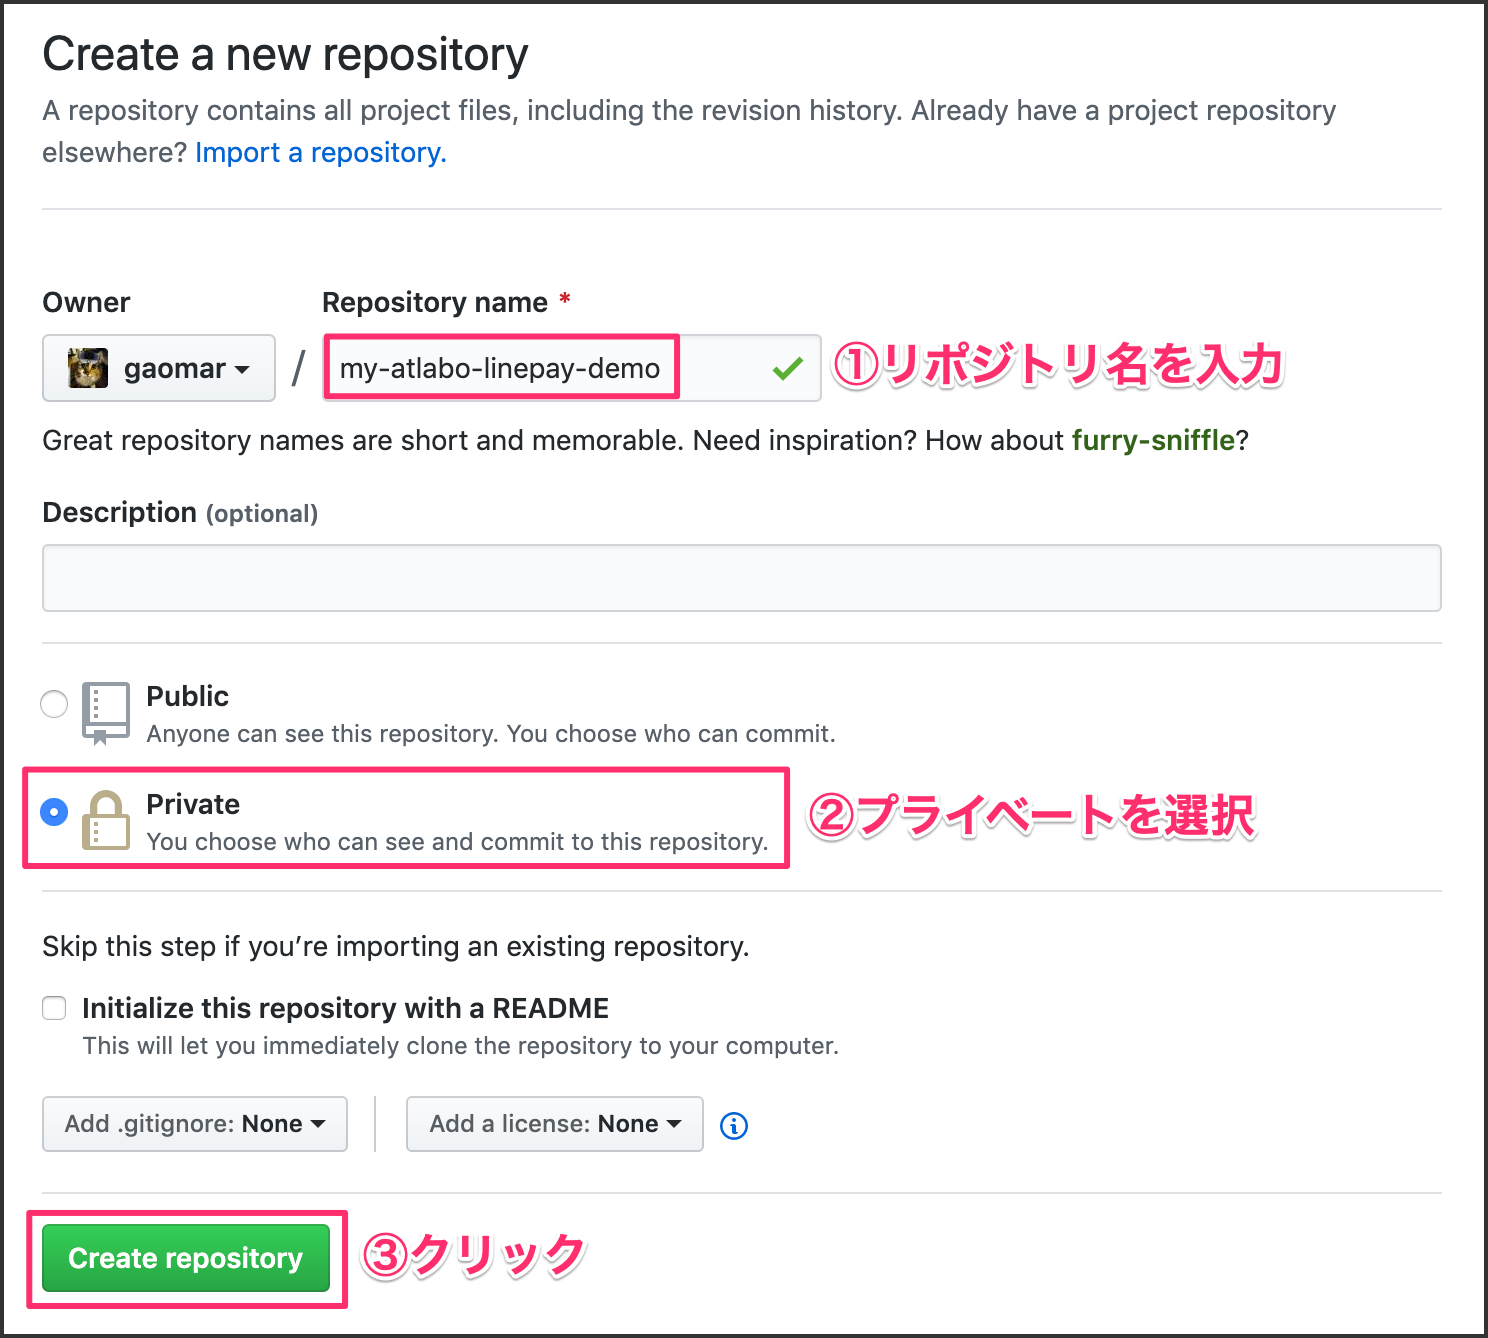 Create a new repository
A repository contains all project files, including the revision history. Already have a project repository
elsewhere? Import a repository.
Owner
Repository name *
gaomar
/
my-atlabo-linepay-demo
①リポジトリ名を入力
Great repository names are short and memorable. Need inspiration? How about furry-sniffle?
Description (optional)
Public
Anyone can see this repository. You choose who can commit.
Private
You choose who can see and commit to this repository.
②プライベートを選択
Skip this step if you’re importing an existing repository.
Initialize this repository with a README
This will let you immediately clone the repository to your computer.
Add .gitignore: None
Add a license: None
Create repository
③クリック